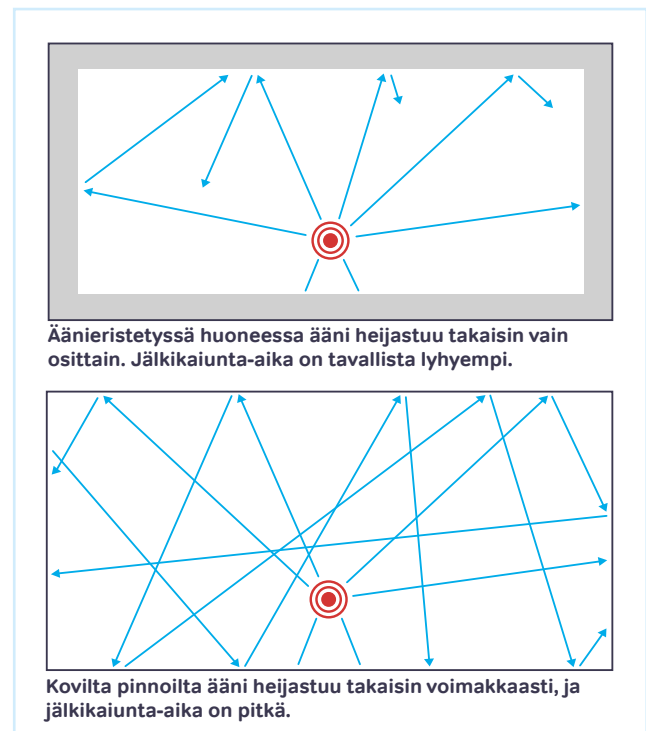 Äänieristetyssä huoneessa ääni heijastuu takaisin vain
osittain. Jälkikaiunta-aika on tavallista lyhyempi.
Kovilta pinnoilta ääni heijastuu takaisin voimakkaasti, ja
jälkikaiunta-aika on pitkä.